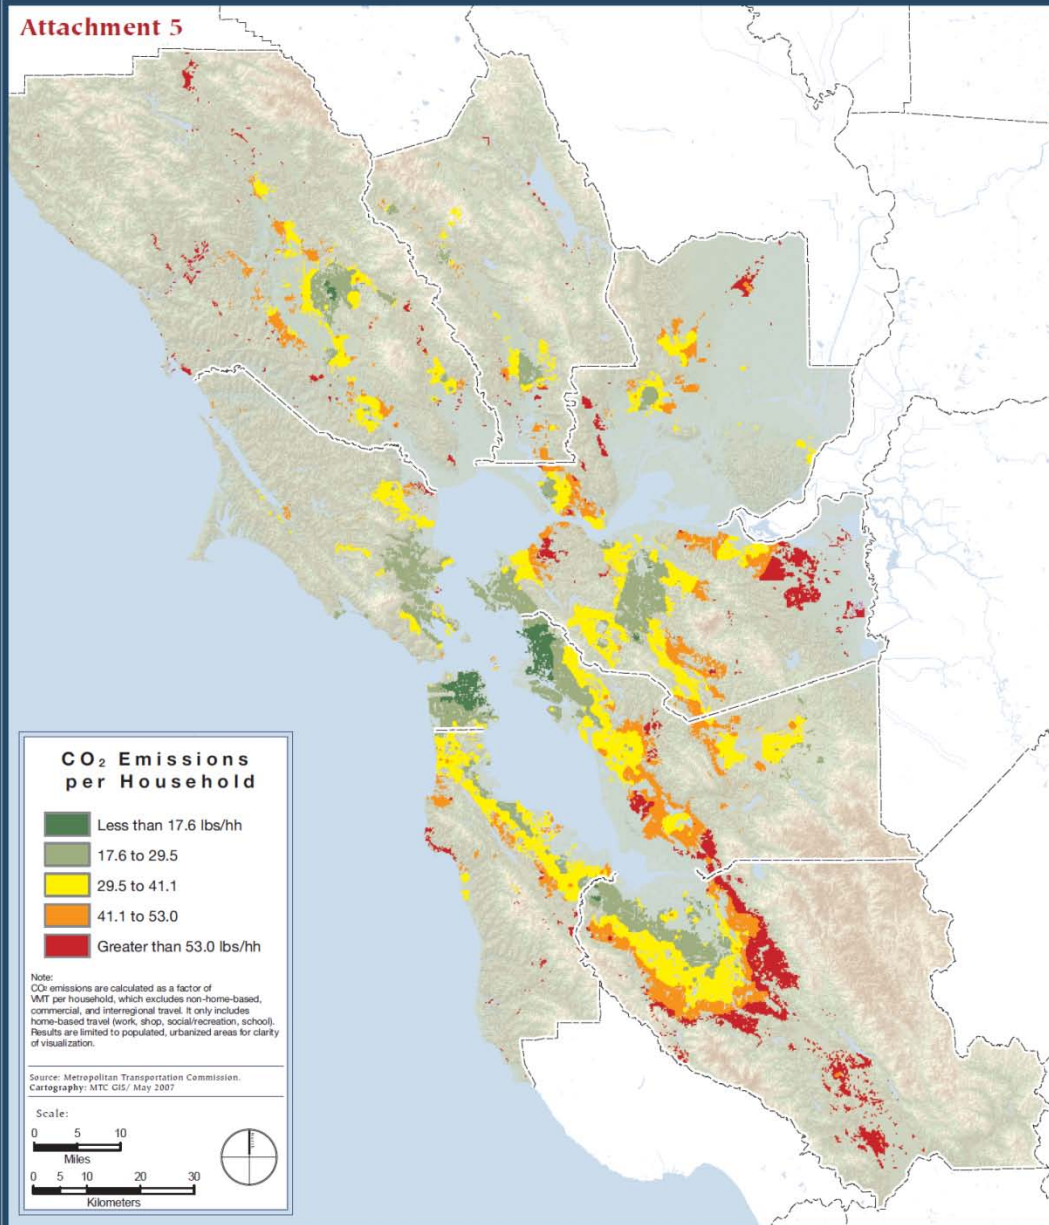 Attachment 5
CO₂ Emissions
per Household
Less than 17.6 lbs/hh
17.6 to 29.5
29.5 to 41.1
41.1 to 53.0
Greater than 53.0 lbs/hh
Note:
CO₂ emissions are calculated as a factor of
VMT per household, which excludes non-home-based,
commercial, and interregional travel. It only includes
home-based travel (work, shop, social/recreation, school).
Results are limited to populated, urbanized areas for clarity
of visualization.
Source: Metropolitan Transportation Commission.
Cartography: MTC GIS/ May 2007
Scale:
0 5 10
Miles
0 5 10 20 30
Kilometers